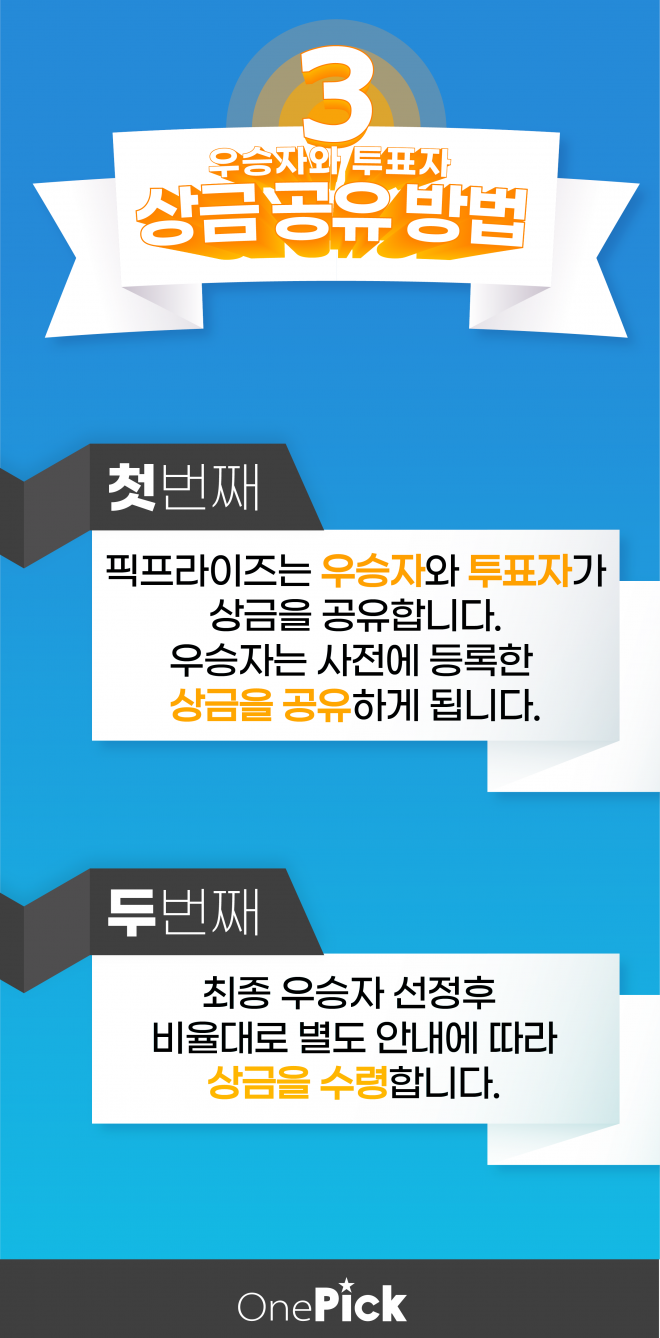 3
우승자와 투표자
상금 공유 방법
첫번째
픽프라이즈는 우승자와 투표자가
상금을 공유합니다.
우승자는 사전에 등록한
상금을 공유하게 됩니다.
두번째
최종 우승자 선정후
비율대로 별도 안내에 따라
상금을 수령합니다.
OnePick